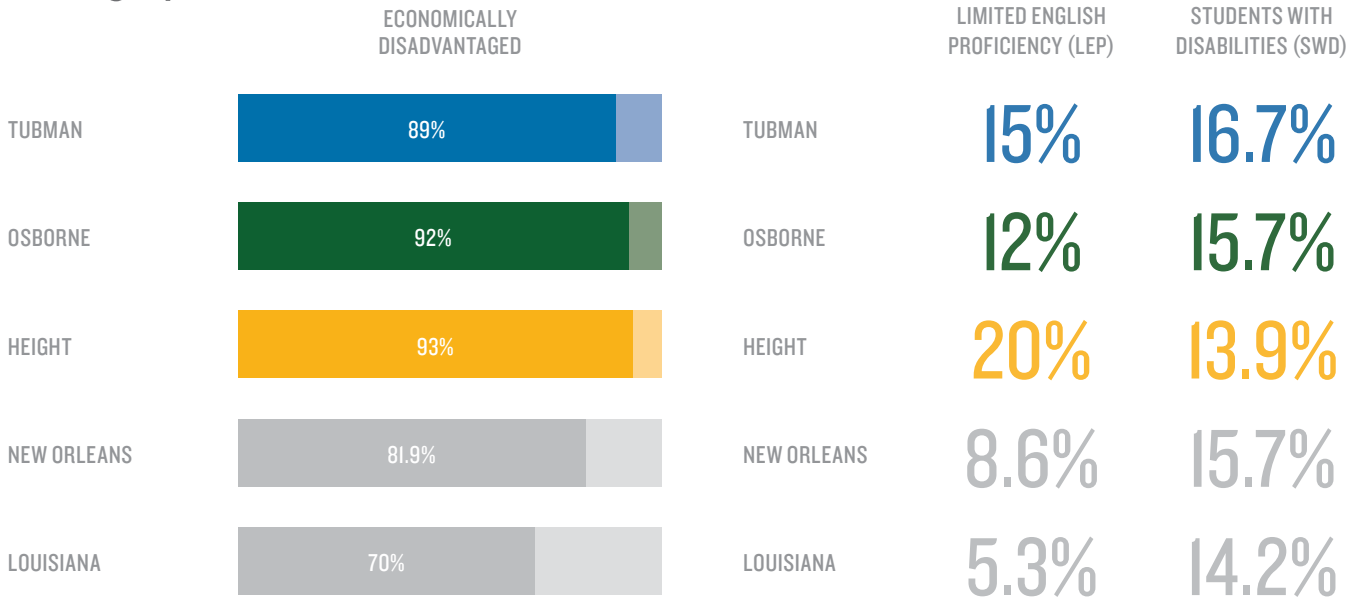 ECONOMICALLY
DISADVANTAGED
LIMITED ENGLISH
PROFICIENCY (LEP)
STUDENTS WITH
DISABILITIES (SWD)
TUBMAN
89%
TUBMAN
15%
16.7%
OSBORNE
92%
OSBORNE
12%
15.7%
HEIGHT
93%
HEIGHT
20%
13.9%
NEW ORLEANS
81.9%
NEW ORLEANS
8.6%
15.7%
LOUISIANA
70%
LOUISIANA
5.3%
14.2%